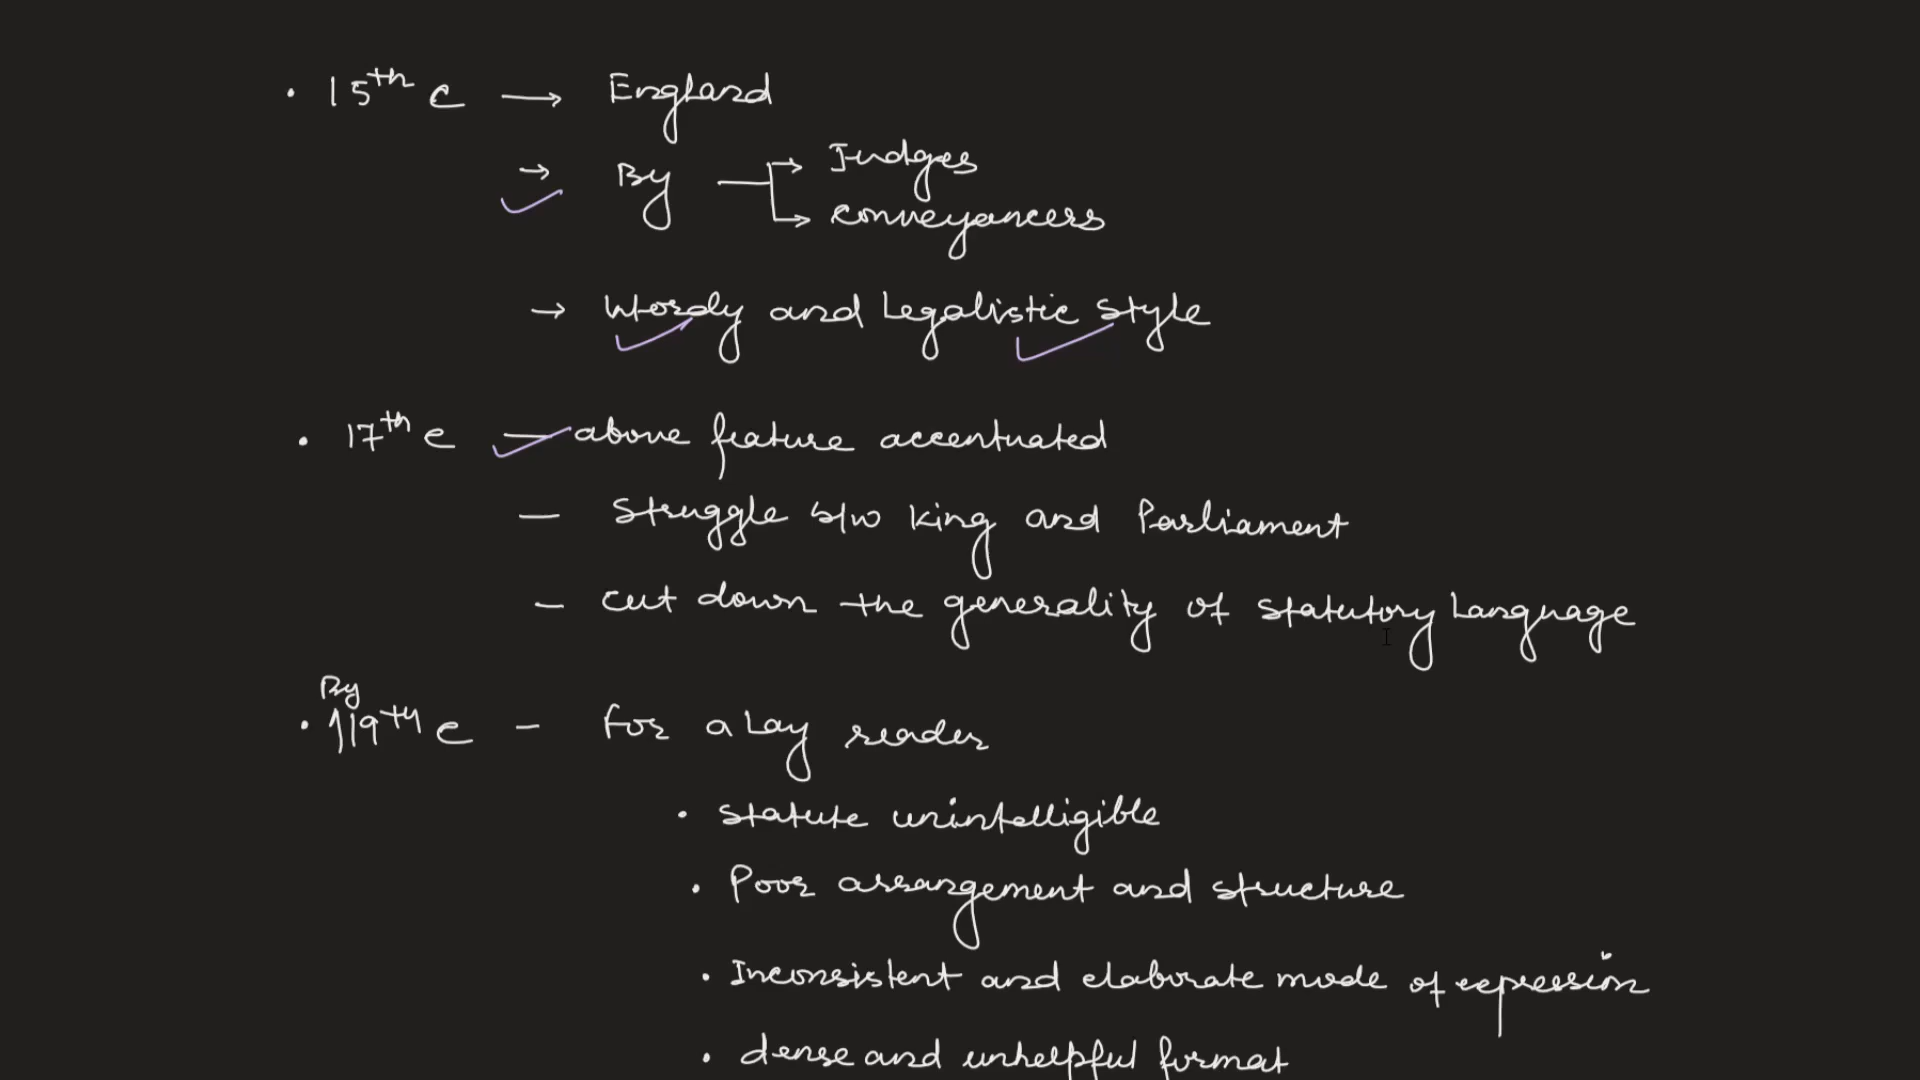 • 15th C → England
→ By → Judges
→ conveyancers
→ Wordy and Legalistic style
• 17th C — above feature accentuated
— Struggle b/w King and Parliament
— cut down the generality of statutory Language
By
• 19th C – for a Lay reader
• statute unintelligible
• Poor arrangement and structure
• Inconsistent and elaborate mode of expression
• dense and unhelpful format